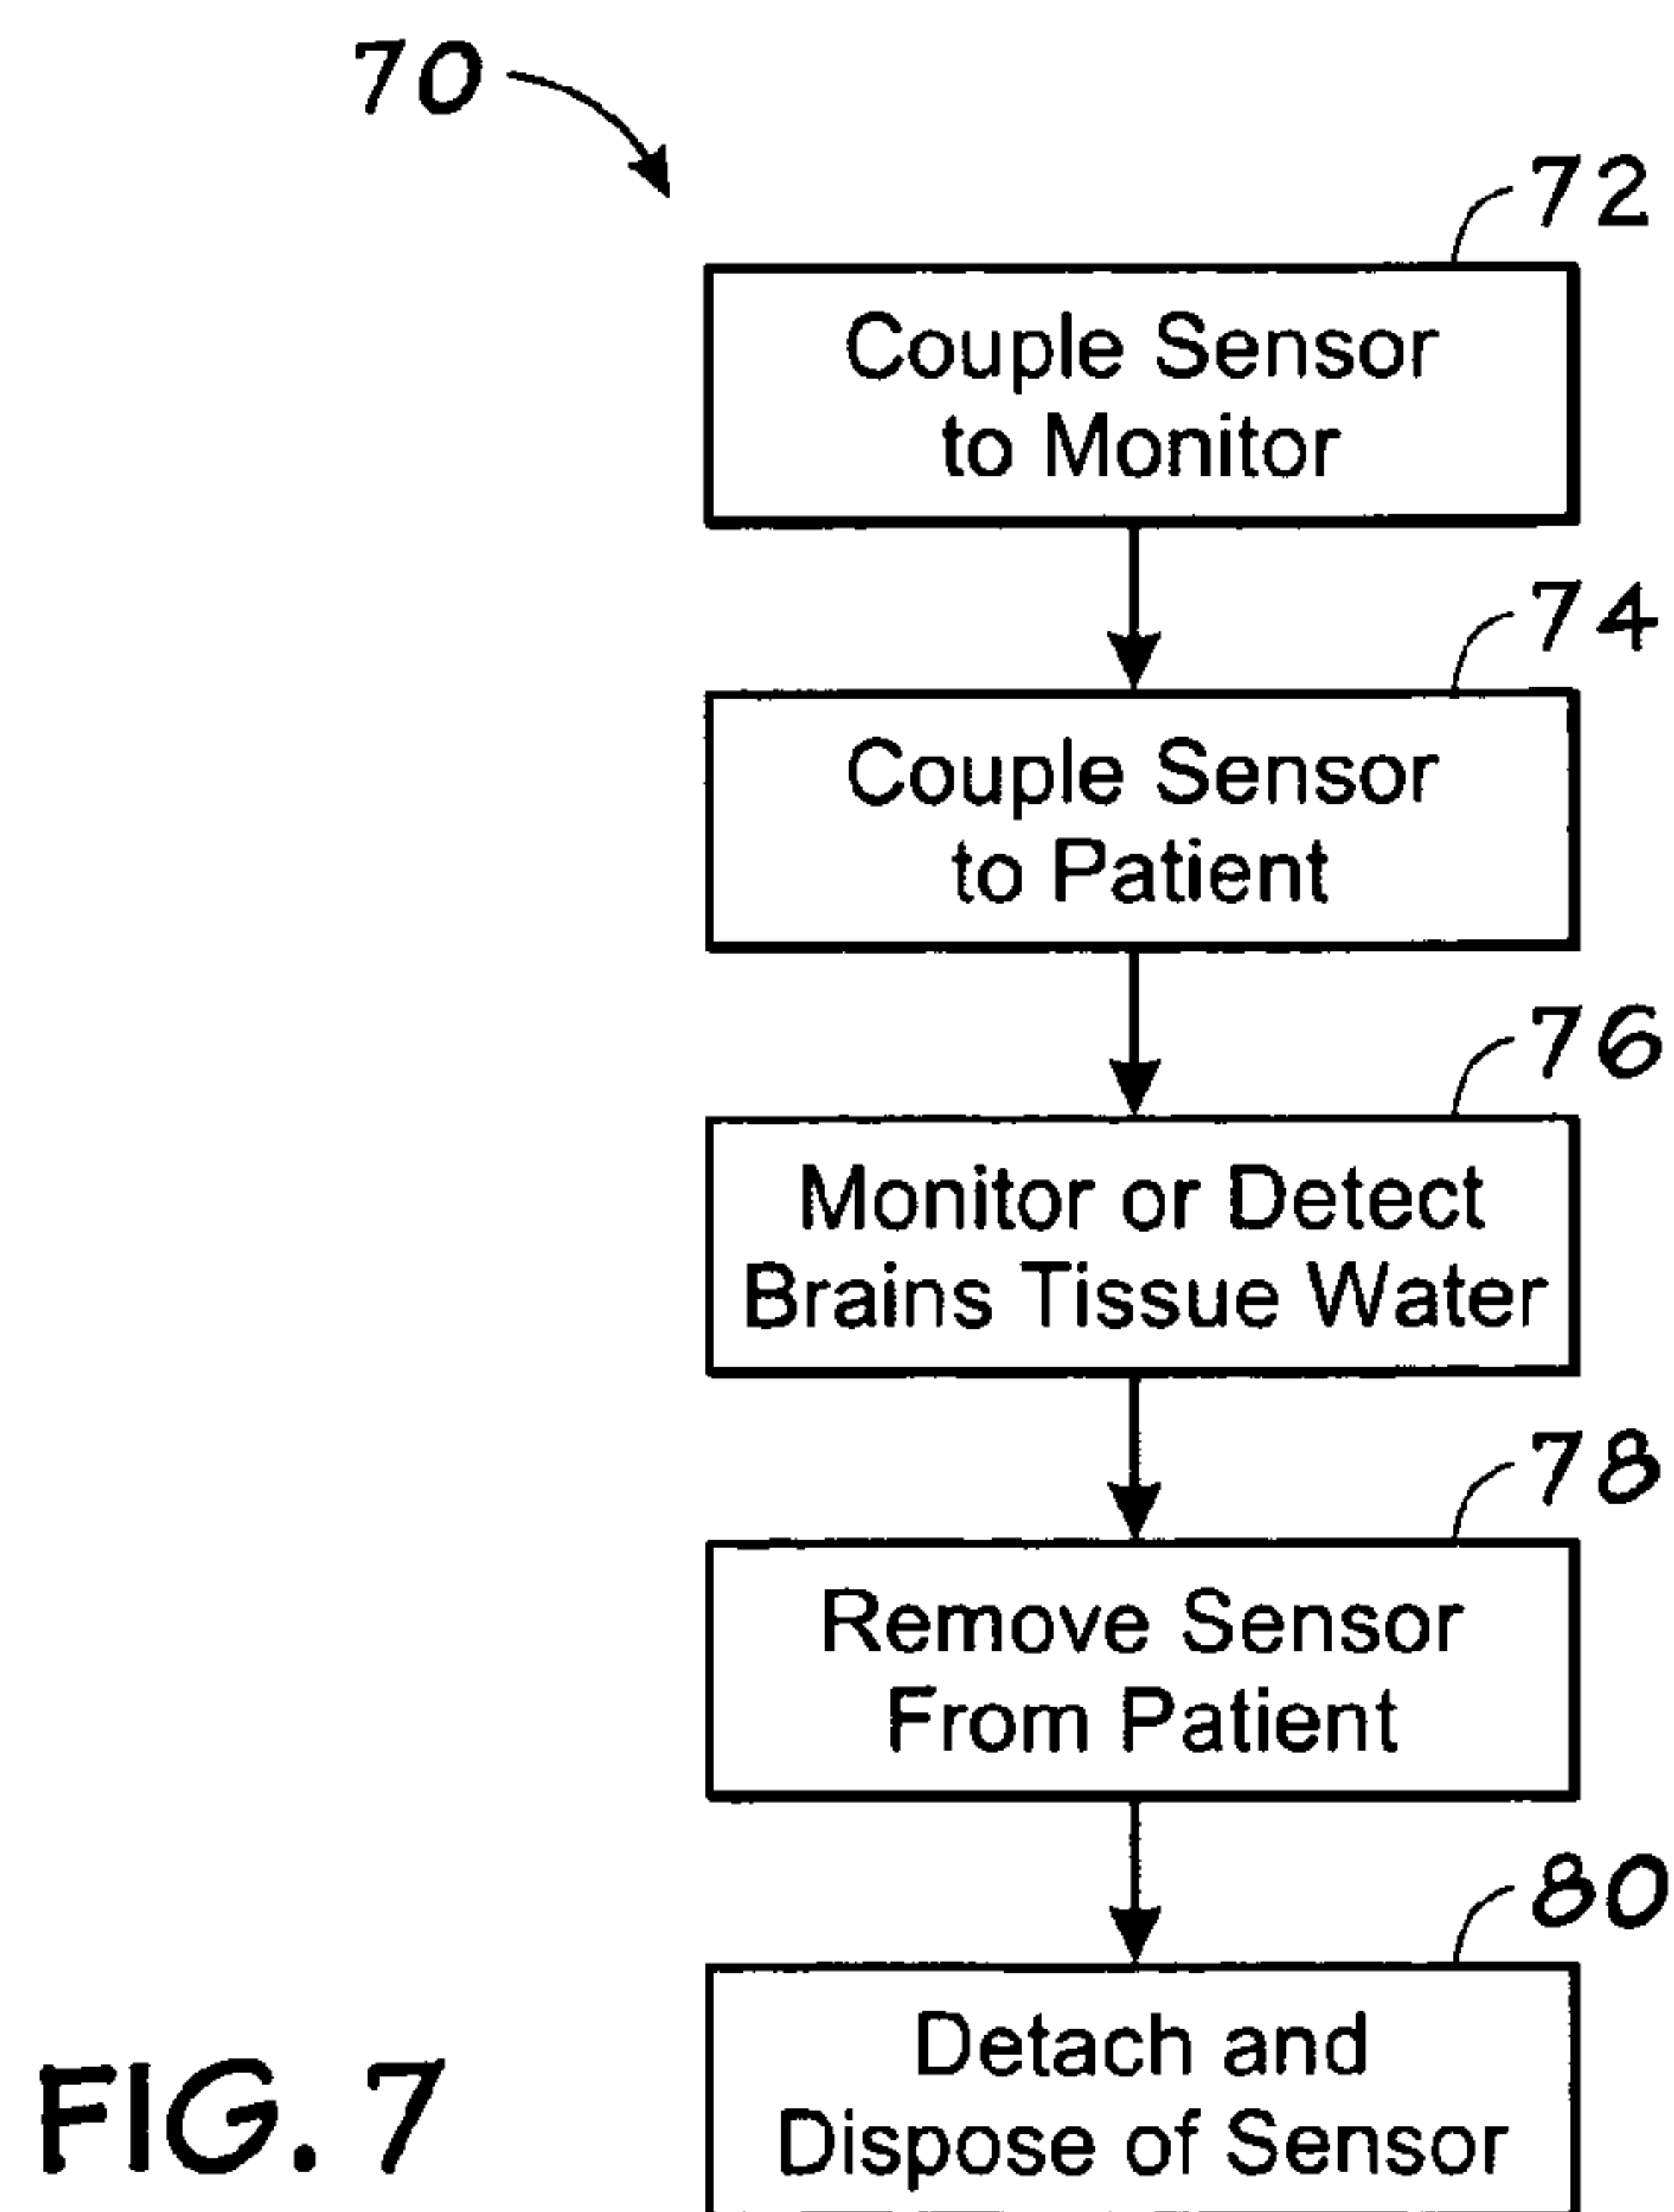 70
72
Couple Sensor
to Monitor
74
Couple Sensor
to Patient
76
Monitor or Detect
Brains Tissue Water
78
Remove Sensor
From Patient
80
Detach and
Dispose of Sensor
FIG. 7